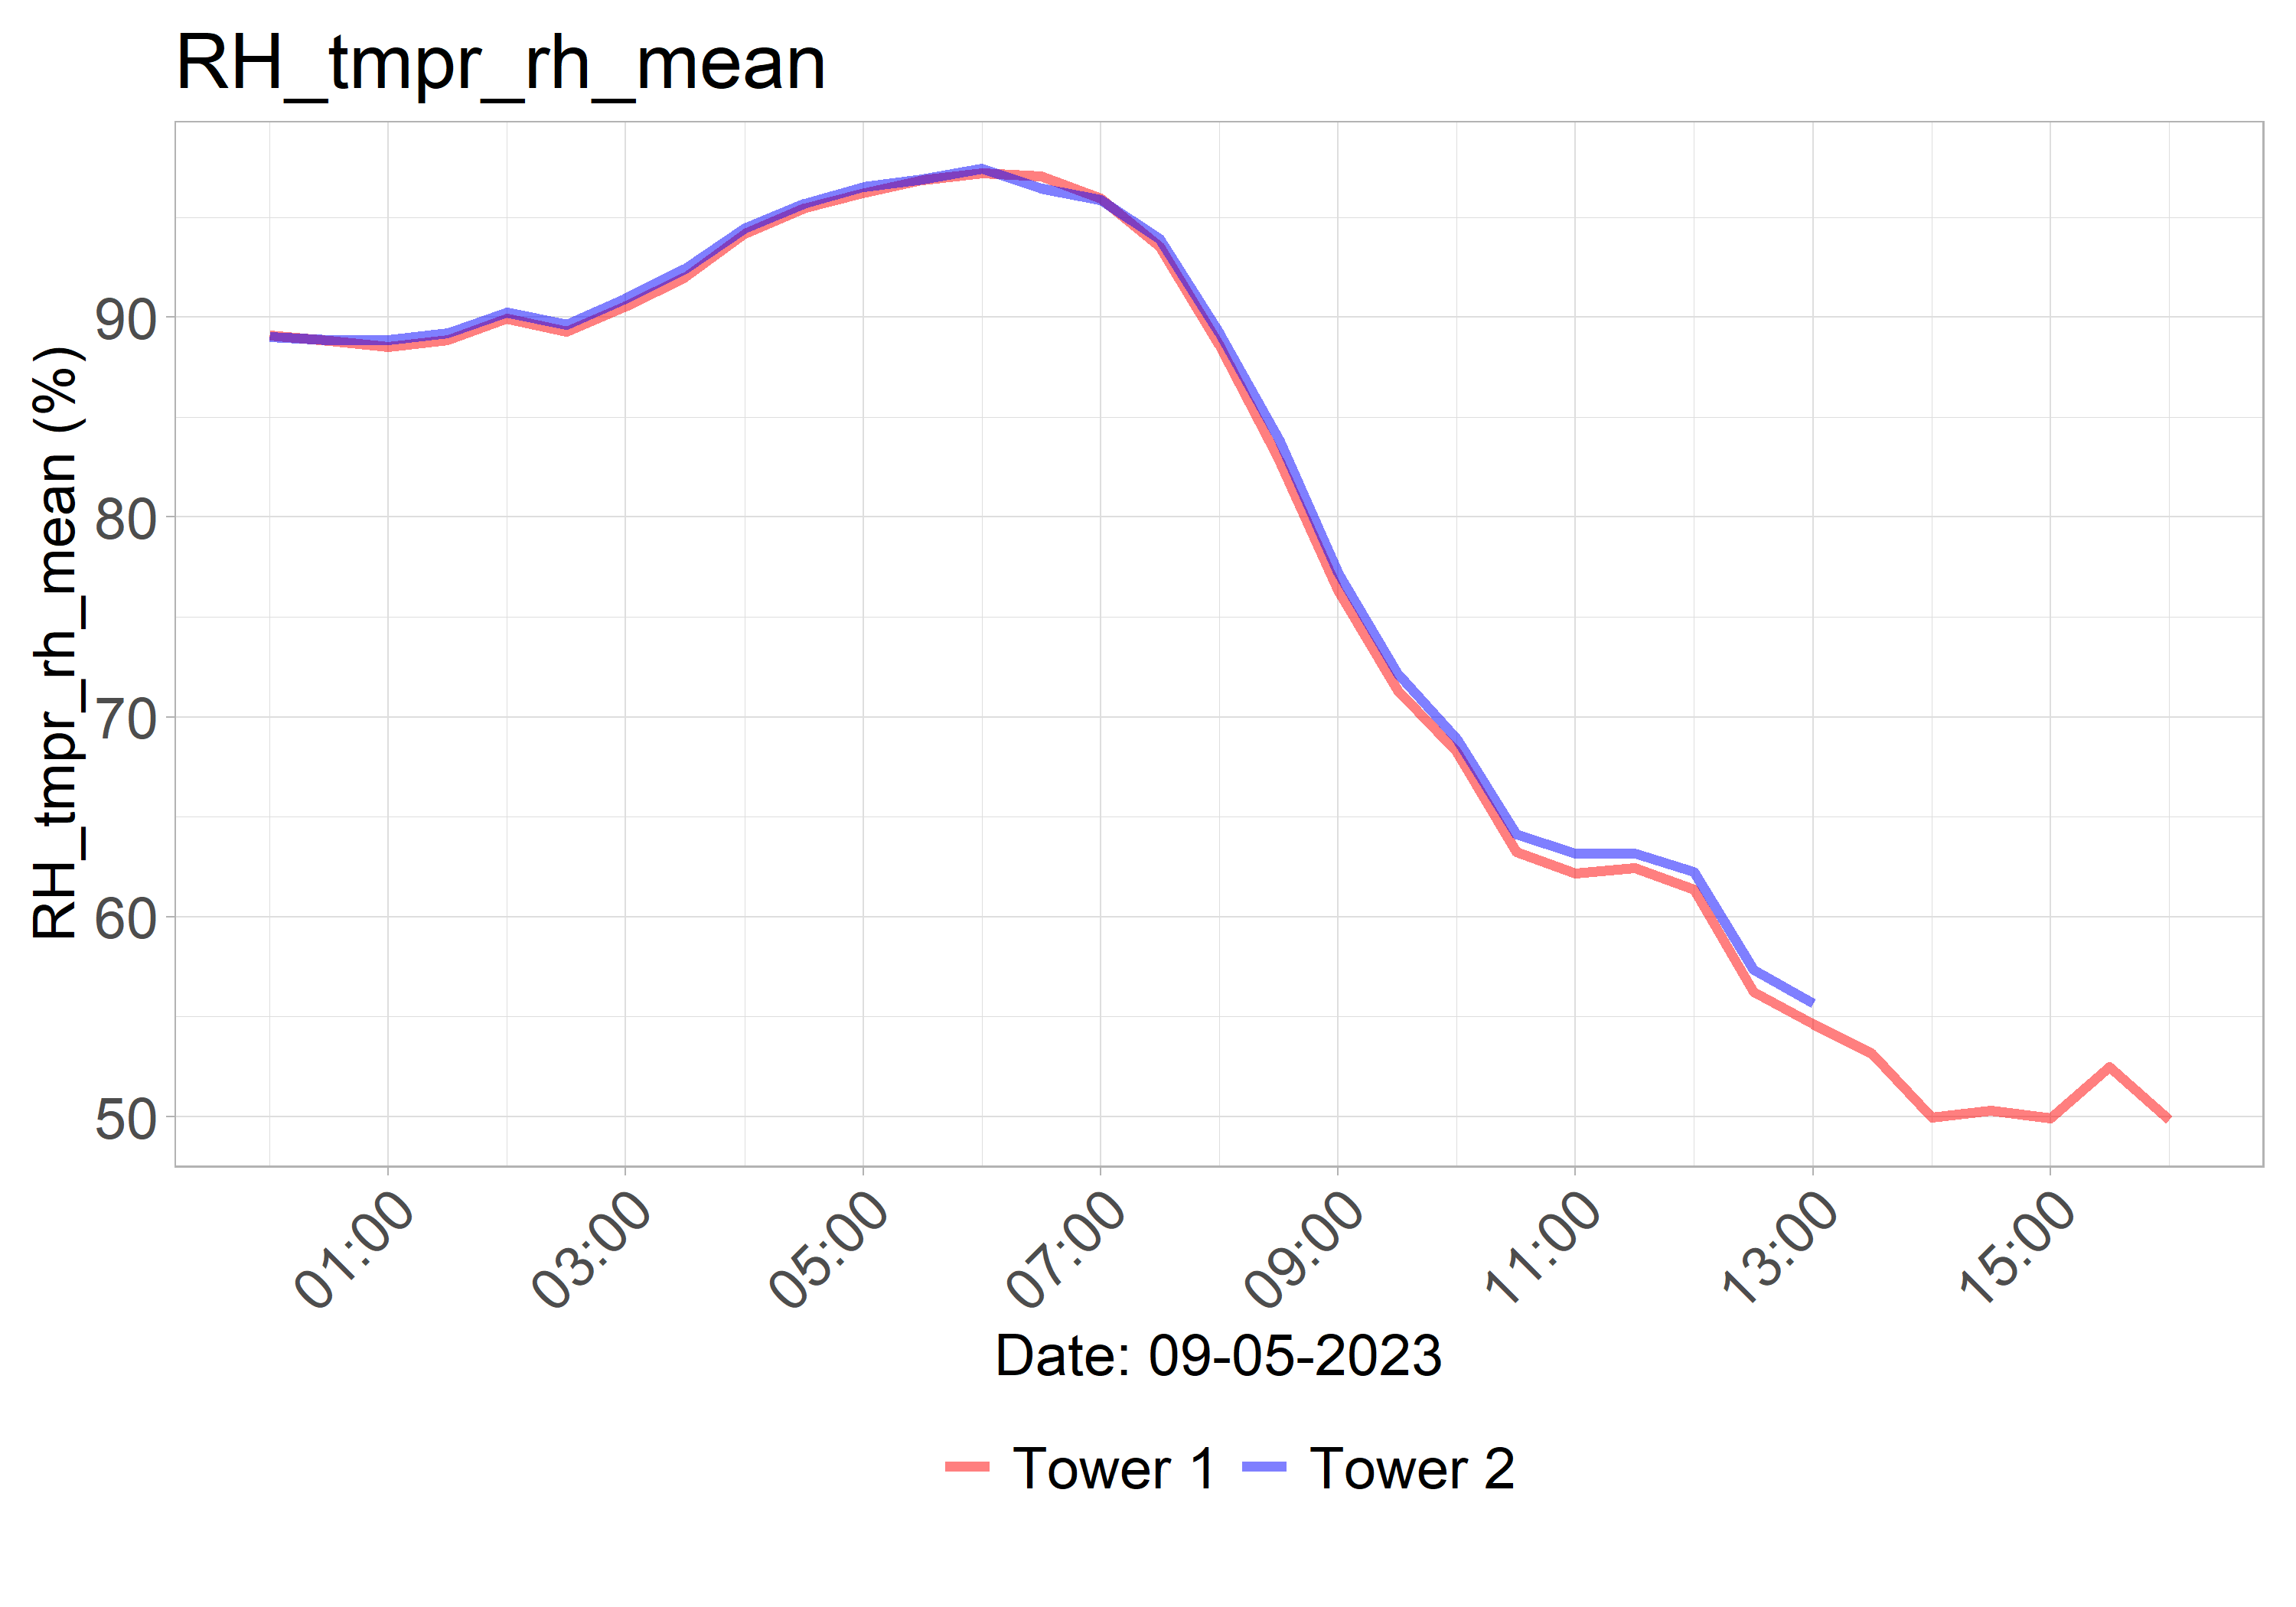 RH_tmpr_rh_mean
RH_tmpr_rh_mean (%)
90
80
70
60
50
01:00 03:00 05:00 07:00 09:00 11:00 13:00 15:00
Date: 09-05-2023
Tower 1 Tower 2